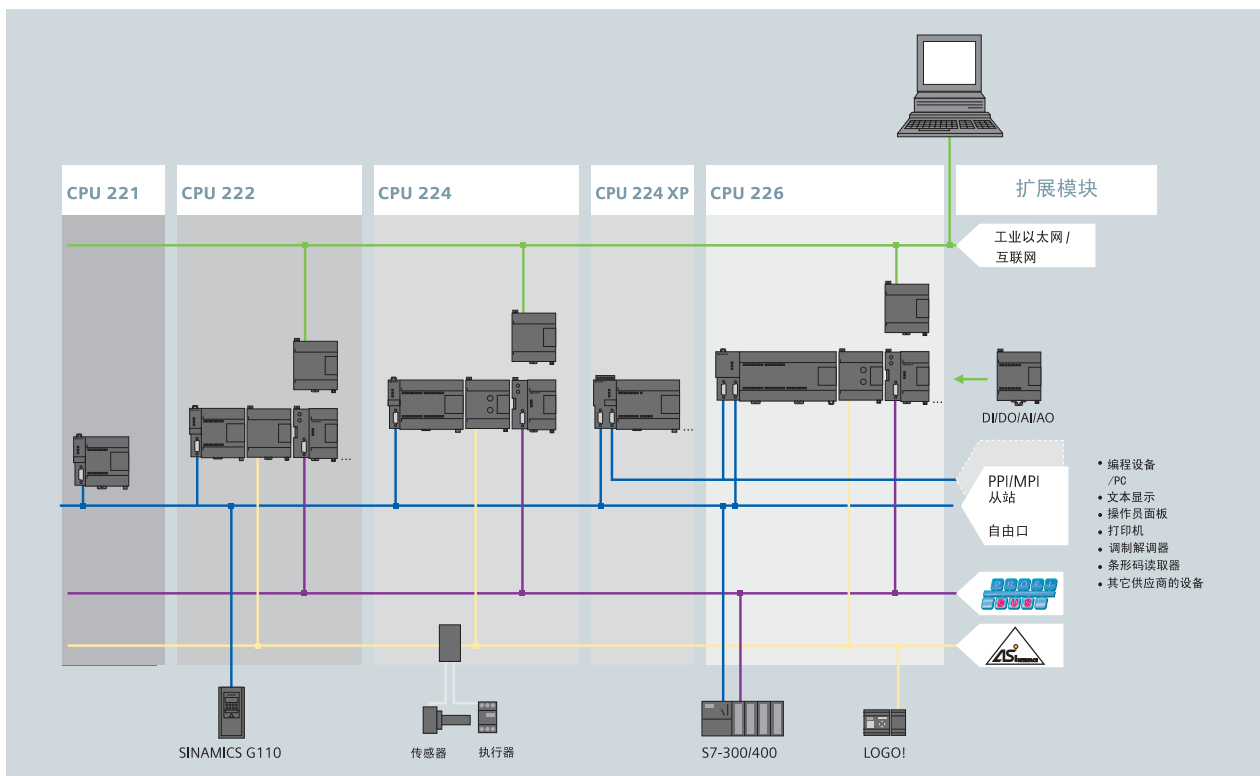 CPU 221
CPU 222
CPU 224
CPU 224 XP
CPU 226
扩展模块
工业以太网/
互联网
...
...
...
...
DI/DO/AI/AO
PPI/MPI
从站
自由口
• 编程设备
/PC
• 文本显示
• 操作员面板
• 打印机
• 调制解调器
• 条形码读取器
• 其它供应商的设备
PROFI
BUS
AS-INTERFACE
SINAMICS G110
传感器
执行器
S7-300/400
LOGO!